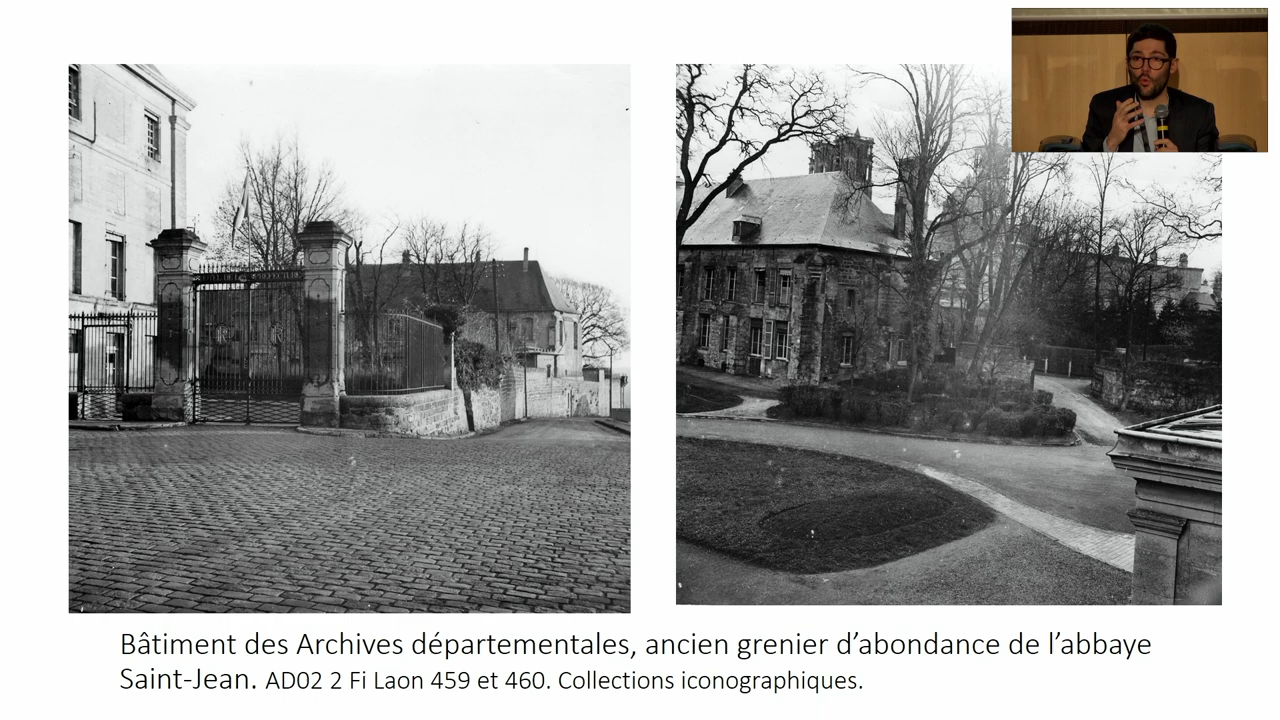 Bâtiment des Archives départementales, ancien grenier d’abondance de l’abbaye
Saint-Jean. AD02 2 Fi Laon 459 et 460. Collections iconographiques.